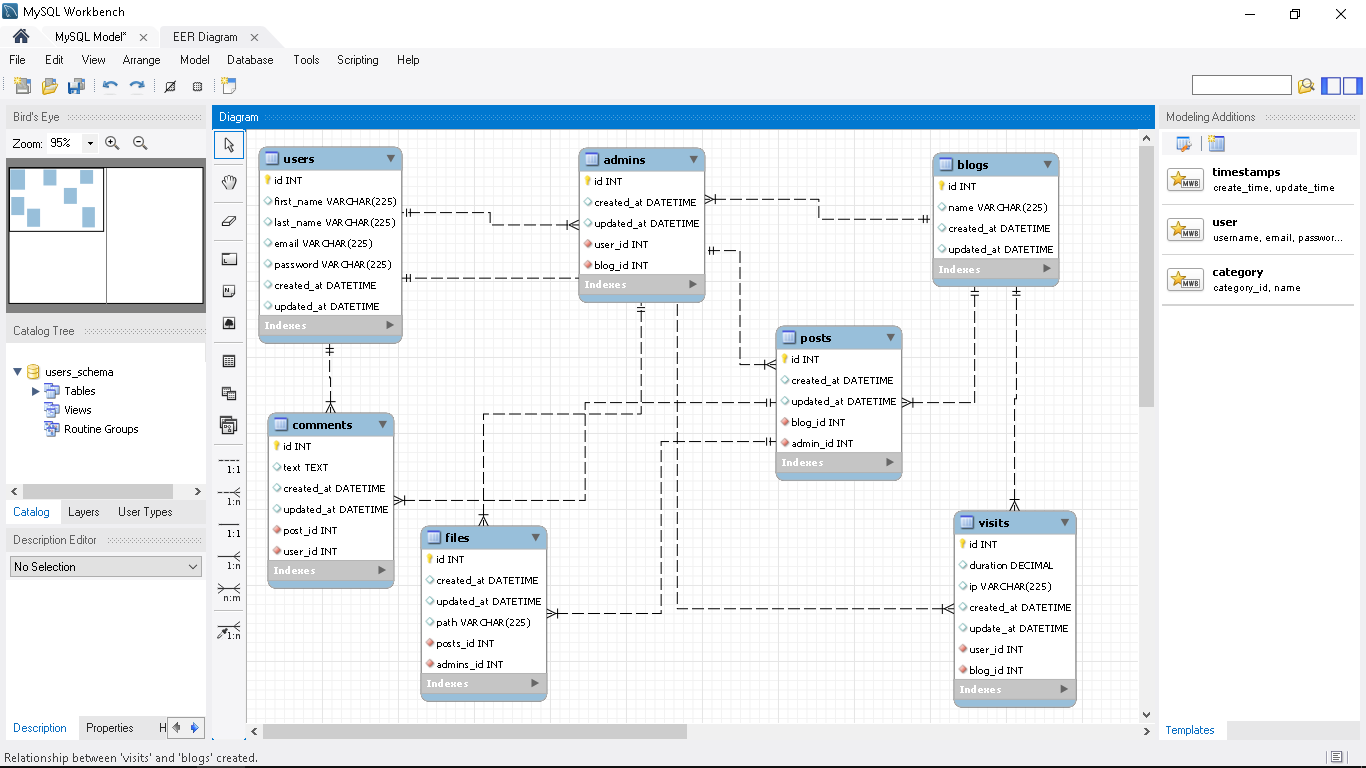 MySQL Workbench
MySQL Model*
EER Diagram
File Edit View Arrange Model Database Tools Scripting Help
Bird's Eye
Zoom: 95%
Catalog Tree
users_schema
Tables
Views
Routine Groups
Catalog Layers User Types
Description Editor
No Selection
Description Properties H
Diagram
1:1
1:n
1:1
1:n
n:m
1:n
users
id INT
first_name VARCHAR(225)
last_name VARCHAR(225)
email VARCHAR(225)
password VARCHAR(225)
created_at DATETIME
updated_at DATETIME
Indexes
admins
id INT
created_at DATETIME
updated_at DATETIME
user_id INT
blog_id INT
Indexes
blogs
id INT
name VARCHAR(225)
created_at DATETIME
updated_at DATETIME
Indexes
posts
id INT
created_at DATETIME
updated_at DATETIME
blog_id INT
admin_id INT
Indexes
comments
id INT
text TEXT
created_at DATETIME
updated_at DATETIME
post_id INT
user_id INT
Indexes
files
id INT
created_at DATETIME
updated_at DATETIME
path VARCHAR(225)
posts_id INT
admins_id INT
Indexes
visits
id INT
duration DECIMAL
ip VARCHAR(225)
created_at DATETIME
update_at DATETIME
user_id INT
blog_id INT
Indexes
Modeling Additions
MWB
timestamps
create_time, update_time
MWB
user
username, email, passwor...
MWB
category
category_id, name
Templates
Relationship between 'visits' and 'blogs' created.